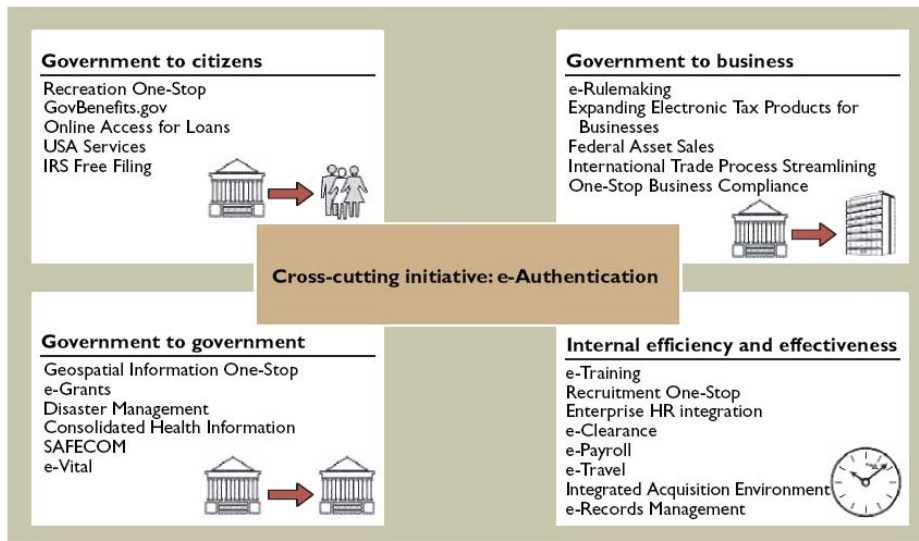 Government to citizens
Recreation One-Stop
GovBenefits.gov
Online Access for Loans
USA Services
IRS Free Filing
Government to business
e-Rulemaking
Expanding Electronic Tax Products for
Businesses
Federal Asset Sales
International Trade Process Streamlining
One-Stop Business Compliance
Cross-cutting initiative: e-Authentication
Government to government
Geospatial Information One-Stop
e-Grants
Disaster Management
Consolidated Health Information
SAFECOM
e-Vital
Internal efficiency and effectiveness
e-Training
Recruitment One-Stop
Enterprise HR integration
e-Clearance
e-Payroll
e-Travel
Integrated Acquisition Environment
e-Records Management